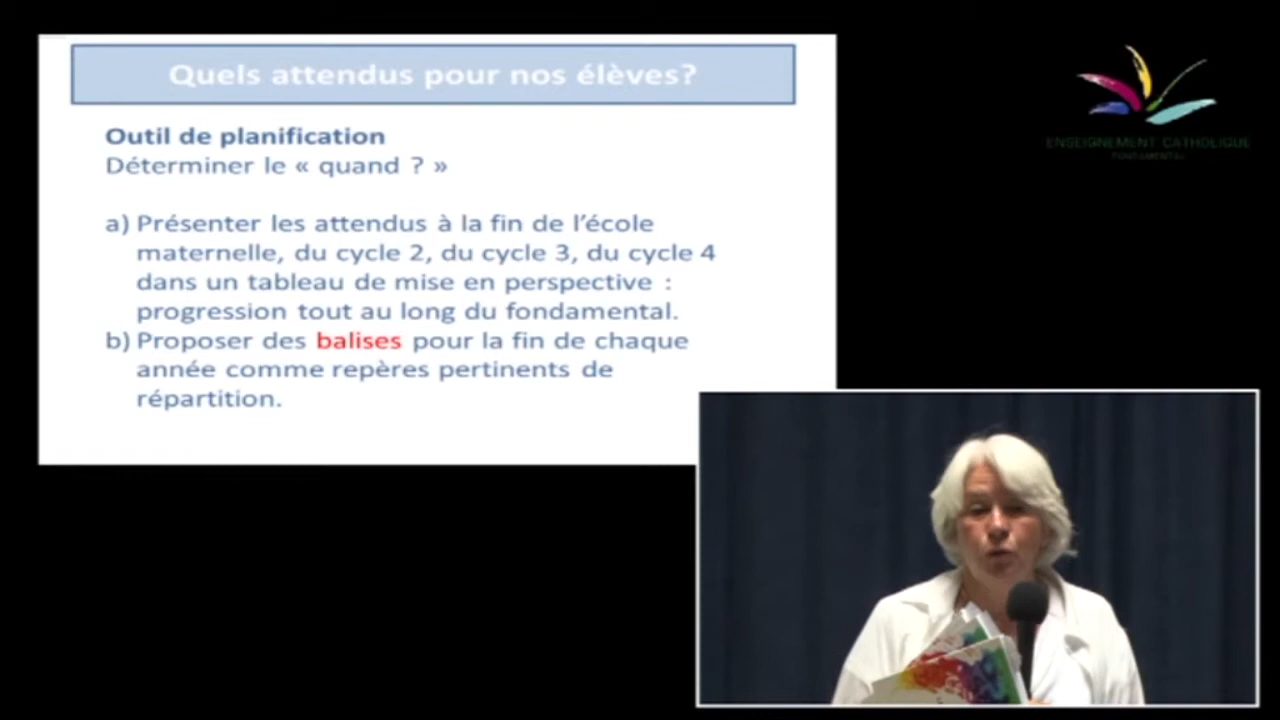 Quels attendus pour nos élèves?
Outil de planification
Déterminer le « quand ? »
a) Présenter les attendus à la fin de l'école
maternelle, du cycle 2, du cycle 3, du cycle 4
dans un tableau de mise en perspective :
progression tout au long du fondamental.
b) Proposer des balises pour la fin de chaque
année comme repères pertinents de
répartition.
ENSEIGNEMENT CATHOLIQUE
FONDAMENTAL